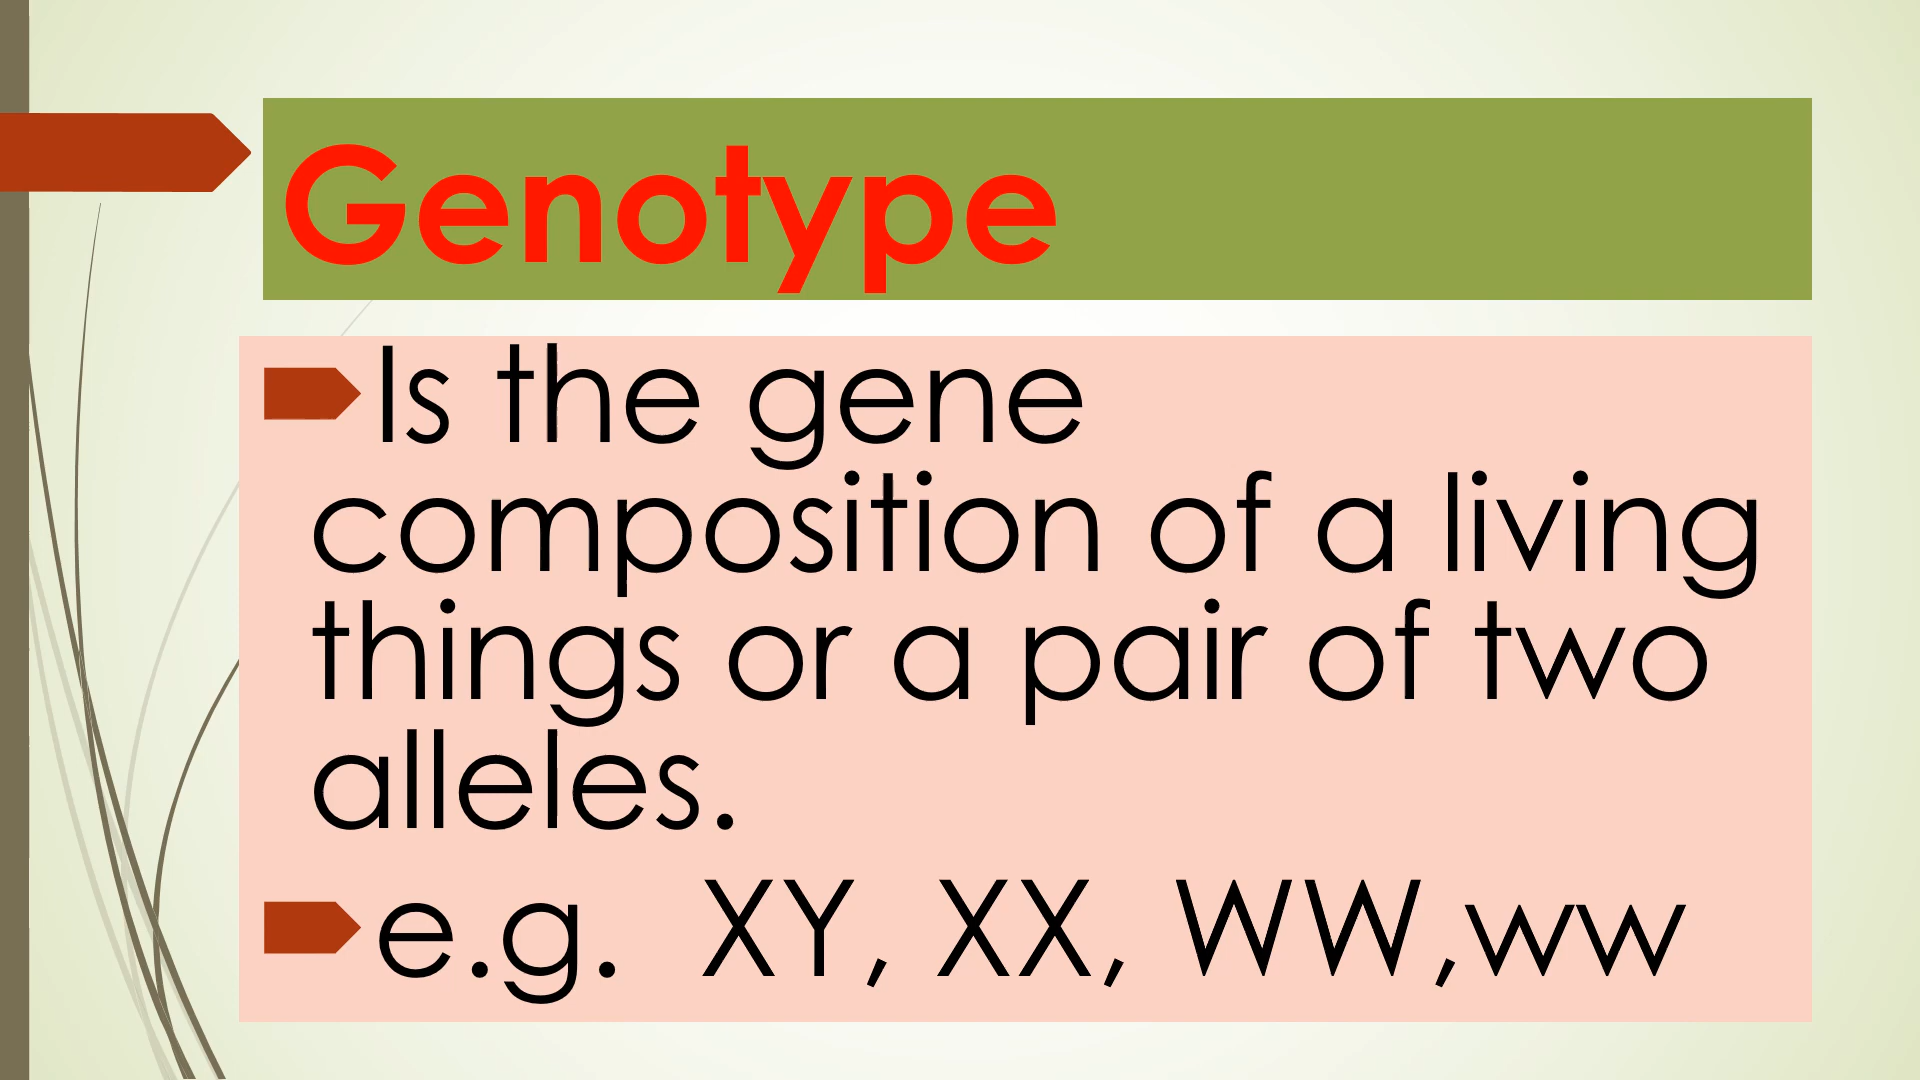 Genotype
Is the gene
composition of a living
things or a pair of two
alleles.
e.g. XY, XX, WW,ww